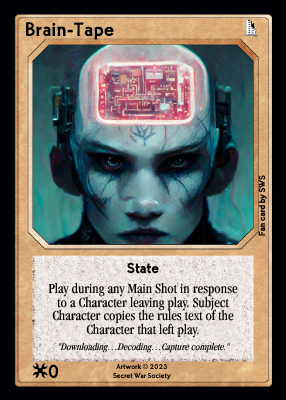 Brain-Tape
Fan card by SWS
State
Play during any Main Shot in response
to a Character leaving play. Subject
Character copies the rules text of the
Character that left play.
"Downloading. . .Decoding. . .Capture complete."
0
Artwork © 2023
Secret War Society